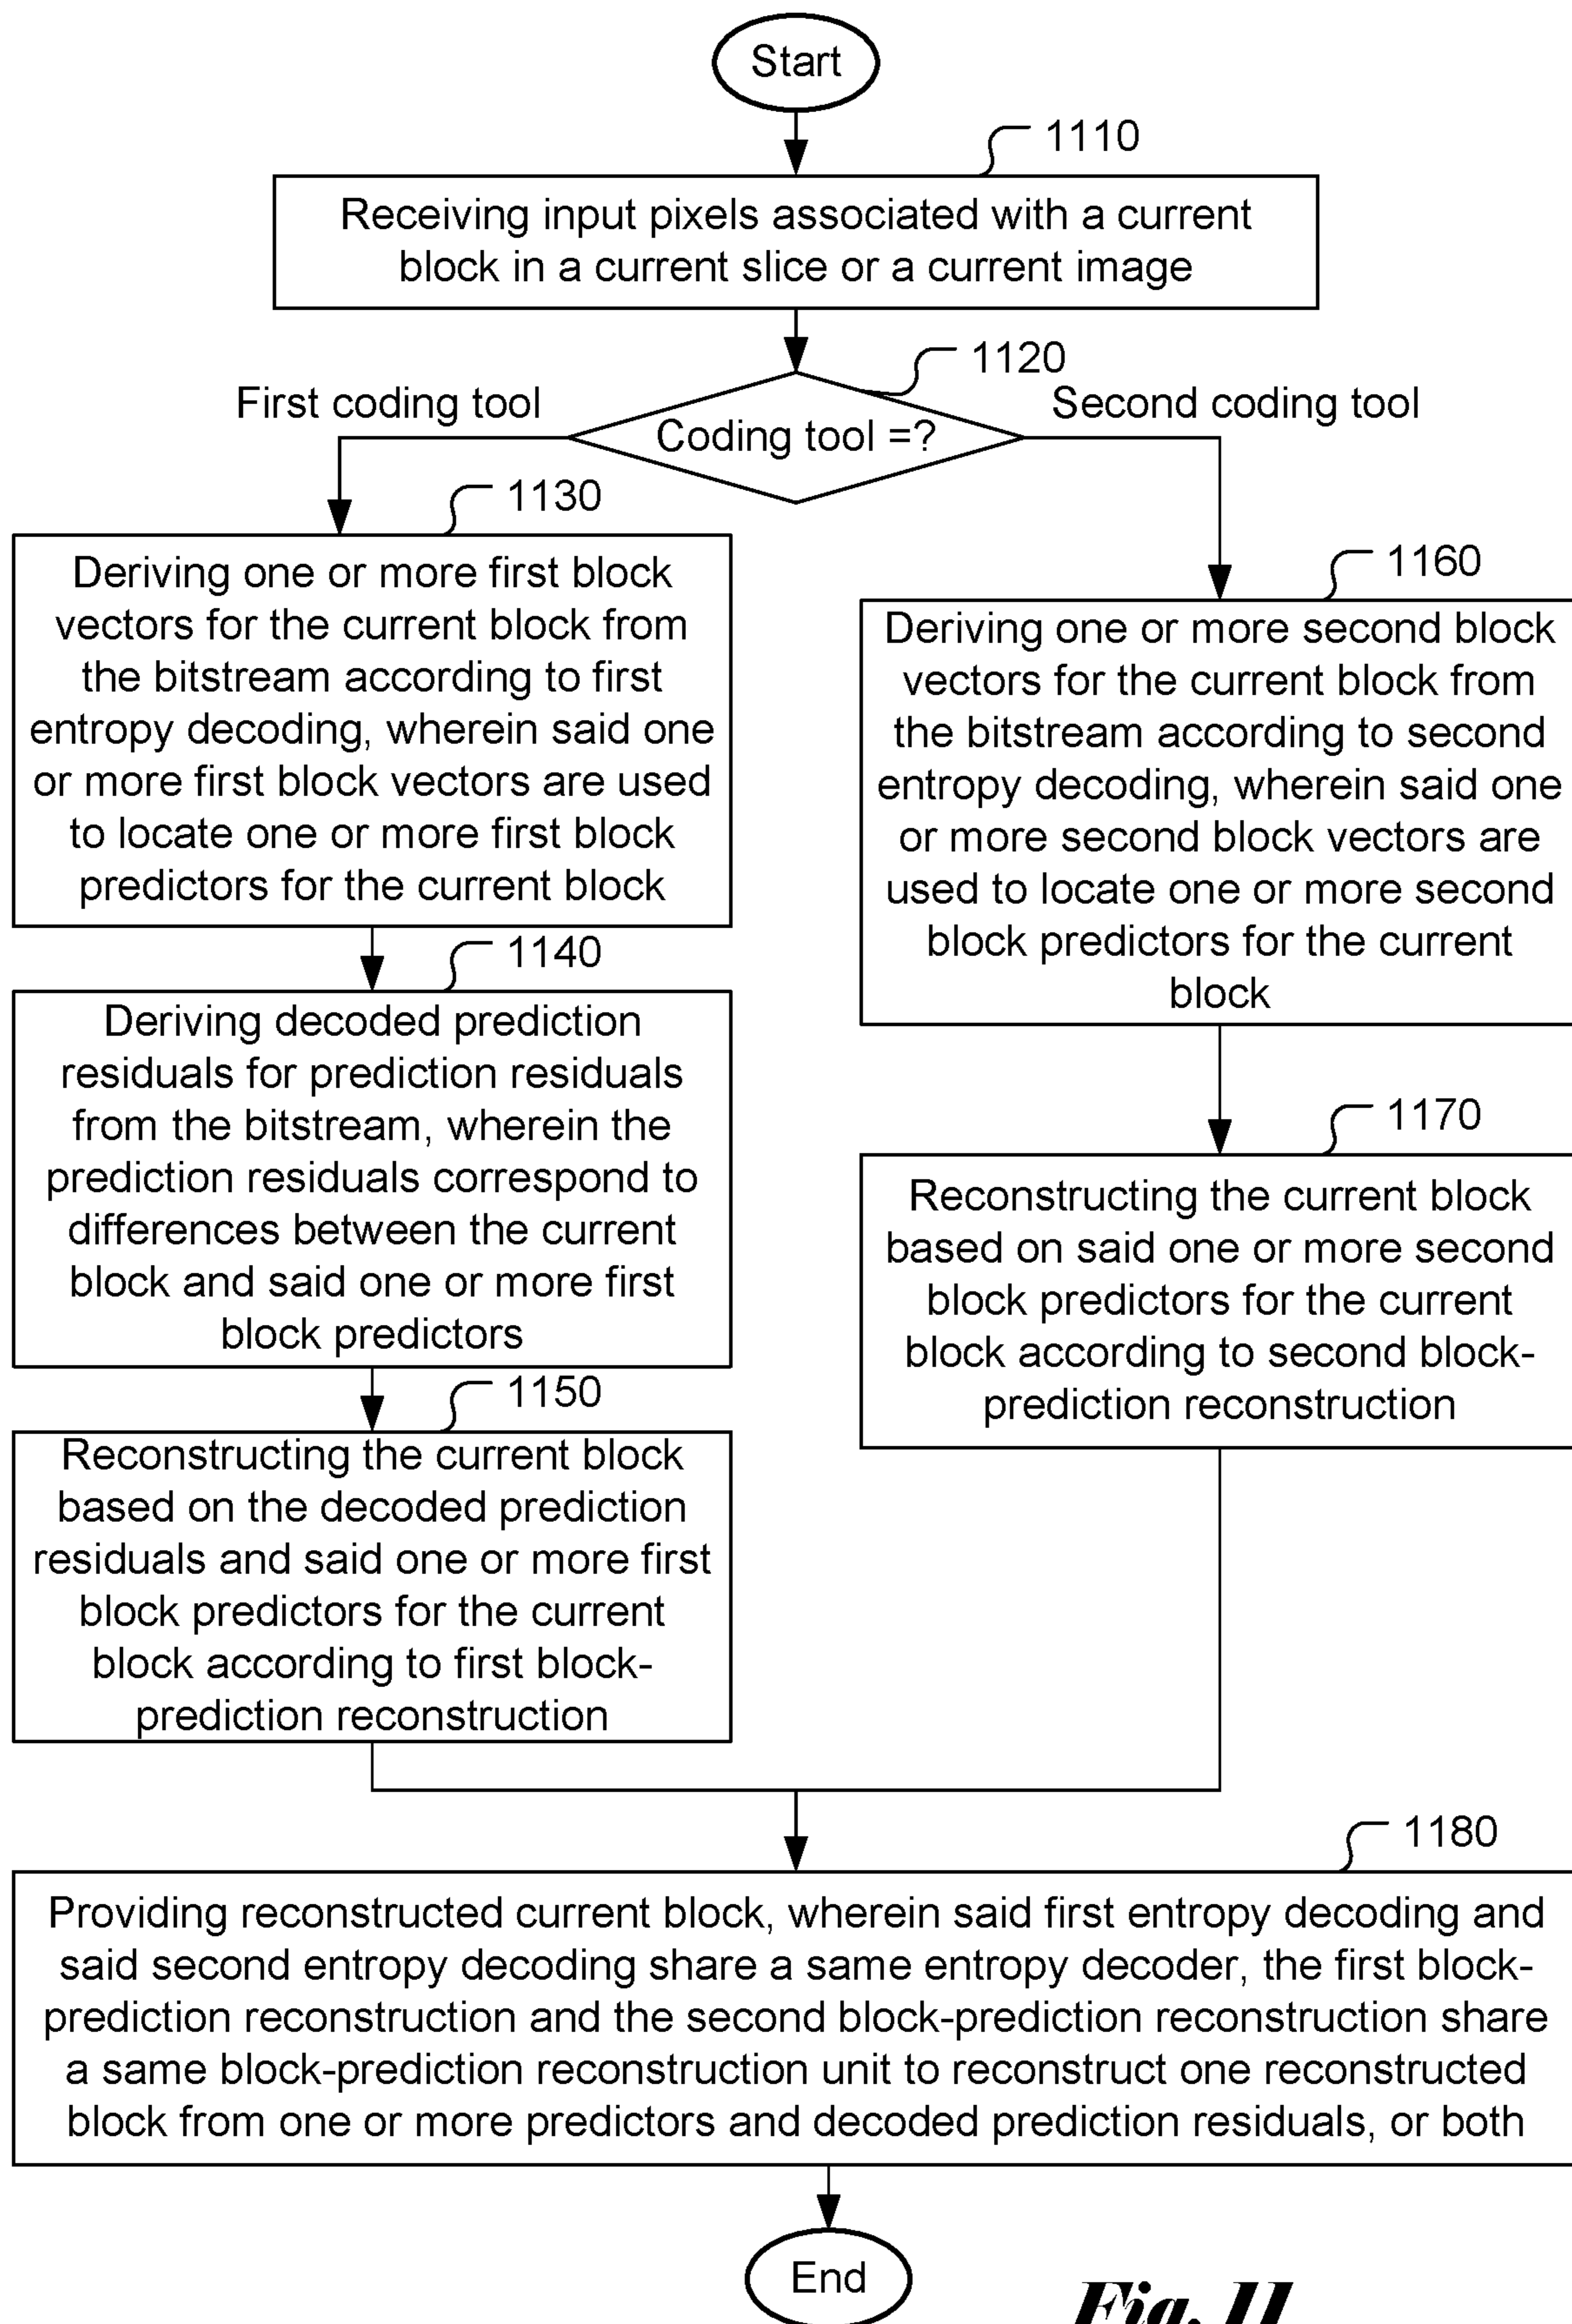 Start
1110
Receiving input pixels associated with a current
block in a current slice or a current image
1120
First coding tool
Second coding tool
Coding tool =?
1130
Deriving one or more first block
vectors for the current block from
the bitstream according to first
entropy decoding, wherein said one
or more first block vectors are used
to locate one or more first block
predictors for the current block
1140
Deriving decoded prediction
residuals for prediction residuals
from the bitstream, wherein the
prediction residuals correspond to
differences between the current
block and said one or more first
block predictors
1150
Reconstructing the current block
based on the decoded prediction
residuals and said one or more first
block predictors for the current
block according to first block-
prediction reconstruction
1160
Deriving one or more second block
vectors for the current block from
the bitstream according to second
entropy decoding, wherein said one
or more second block vectors are
used to locate one or more second
block predictors for the current
block
1170
Reconstructing the current block
based on said one or more second
block predictors for the current
block according to second block-
prediction reconstruction
1180
Providing reconstructed current block, wherein said first entropy decoding and
said second entropy decoding share a same entropy decoder, the first block-
prediction reconstruction and the second block-prediction reconstruction share
a same block-prediction reconstruction unit to reconstruct one reconstructed
block from one or more predictors and decoded prediction residuals, or both
End
Fig. 11